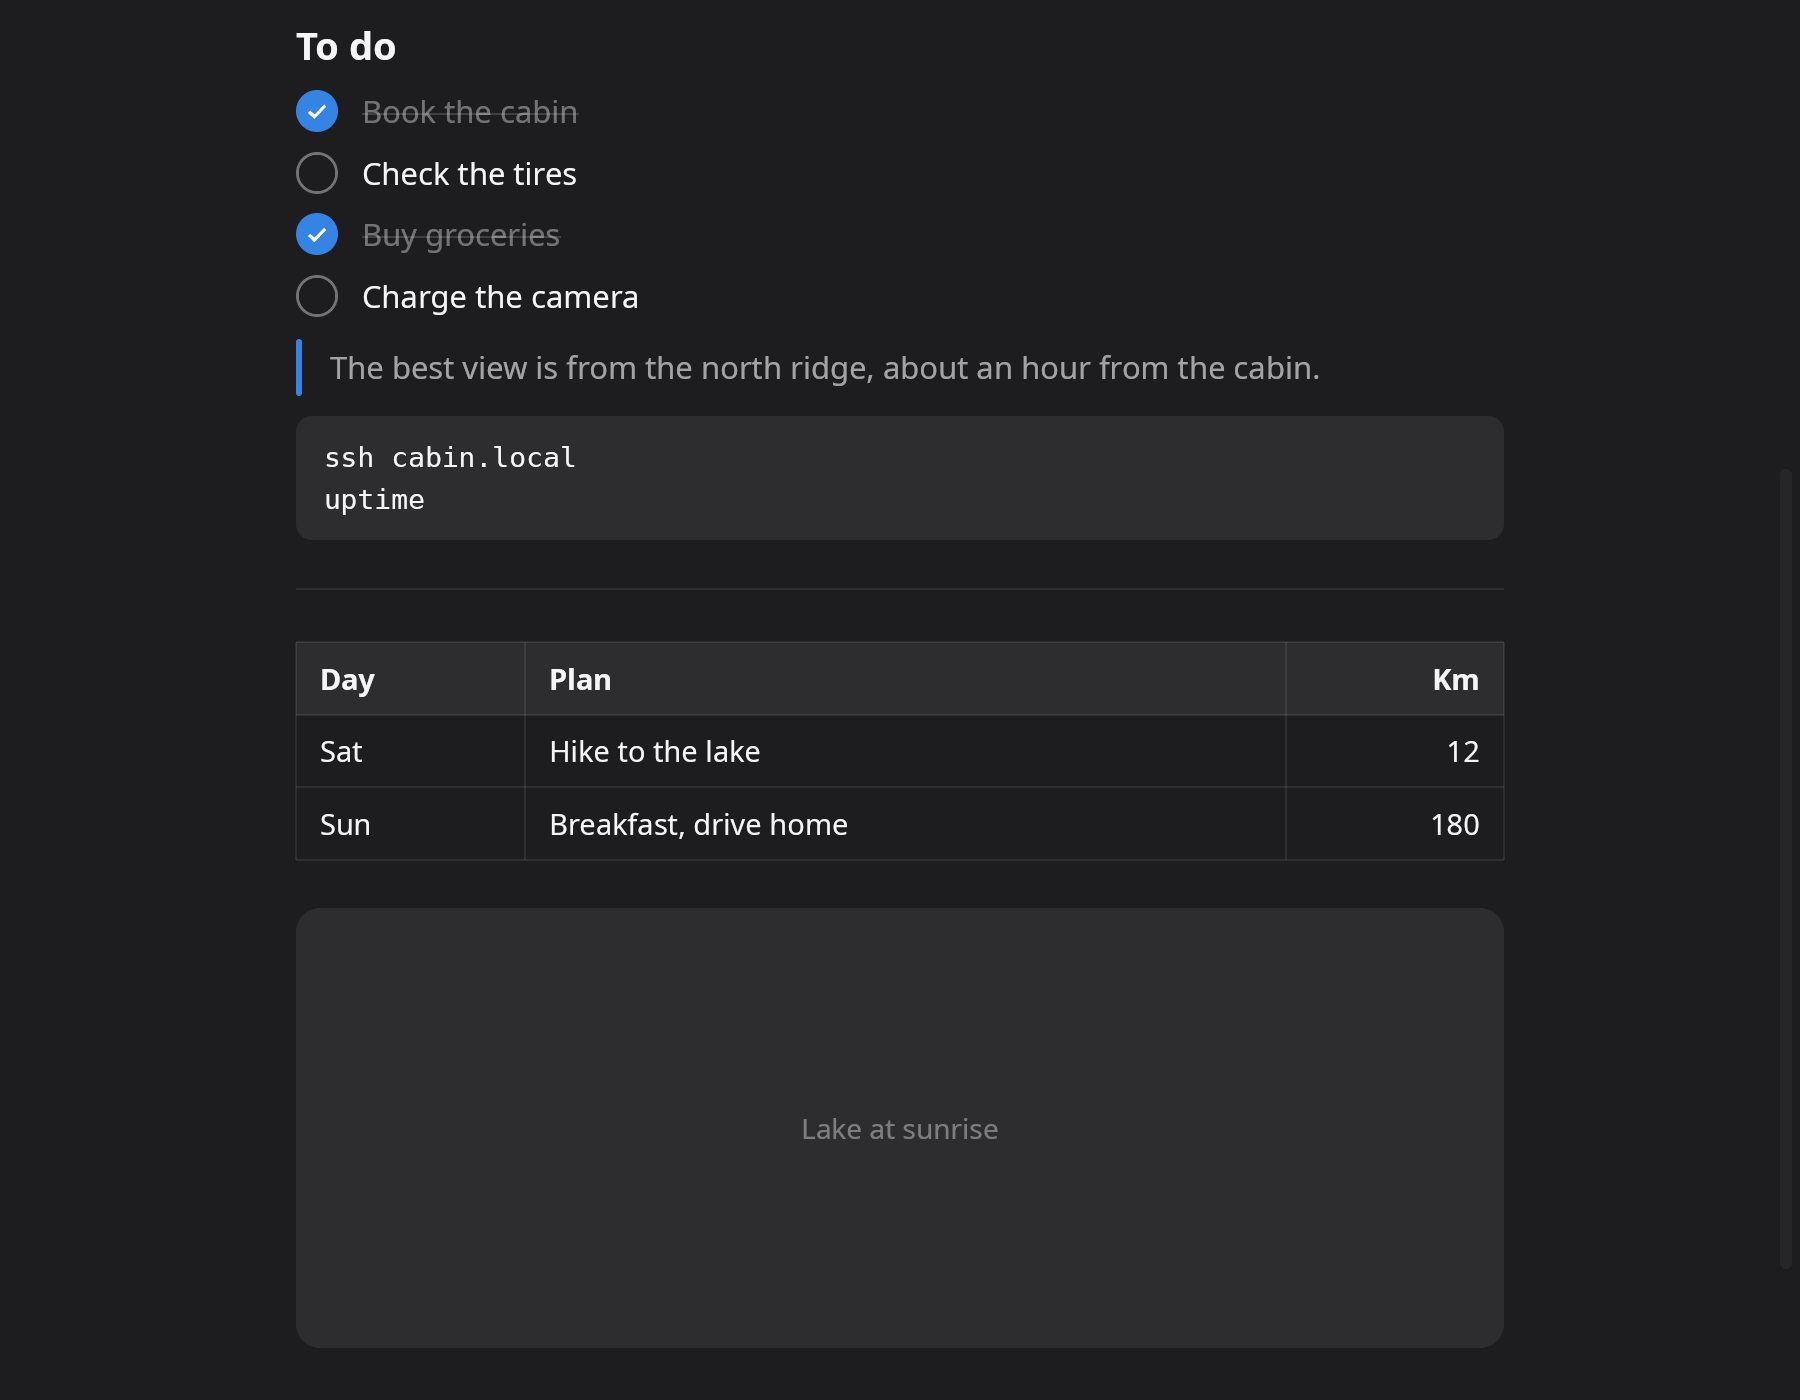 To do
Book the cabin
Check the tires
Buy groceries
Charge the camera
The best view is from the north ridge, about an hour from the cabin.
ssh cabin.local
uptime
Day Plan Km
Sat Hike to the lake 12
Sun Breakfast, drive home 180
Lake at sunrise